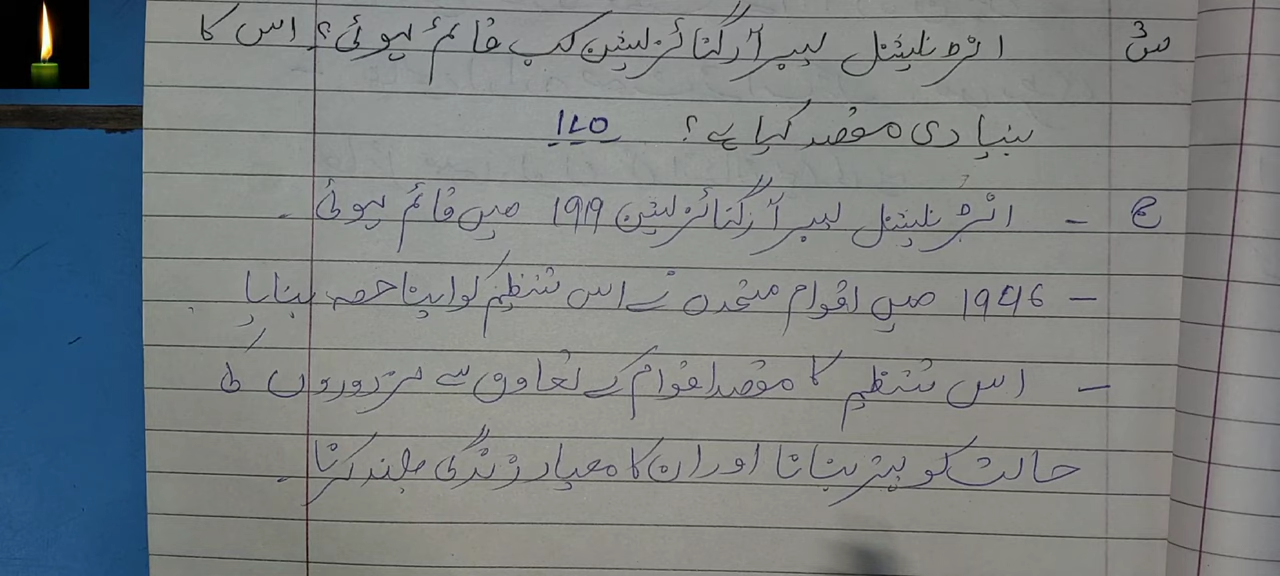 س3 انٹرنیشنل لیبر آرگنائزیشن کب قائم ہوئی؟ اس کا
بنیادی مقصد کیا ہے؟ ILO
ج - انٹرنیشنل لیبر آرگنائزیشن 1919 میں قائم ہوئی۔
- 1946 میں اقوام متحدہ نے اس تنظیم کو اپنا حصہ بنایا۔
- اس تنظیم کا مقصد اقوام کے تعاون سے مزدوروں کی
حالت کو بہتر بنانا اور ان کا معیار زندگی بلند کرنا۔